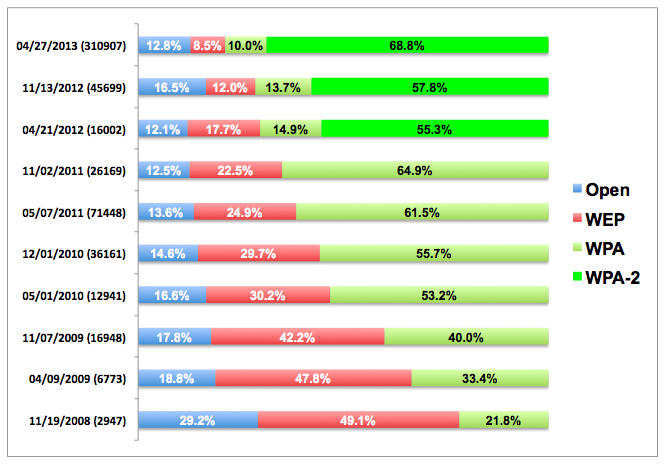 04/27/2013 (310907) 12.8% 8.5% 10.0% 68.8%
11/13/2012 (45699) 16.5% 12.0% 13.7% 57.8%
04/21/2012 (16002) 12.1% 17.7% 14.9% 55.3%
11/02/2011 (26169) 12.5% 22.5% 64.9%
05/07/2011 (71448) 13.6% 24.9% 61.5%
12/01/2010 (36161) 14.6% 29.7% 55.7%
05/01/2010 (12941) 16.6% 30.2% 53.2%
11/07/2009 (16948) 17.8% 42.2% 40.0%
04/09/2009 (6773) 18.8% 47.8% 33.4%
11/19/2008 (2947) 29.2% 49.1% 21.8%
Open
WEP
WPA
WPA-2